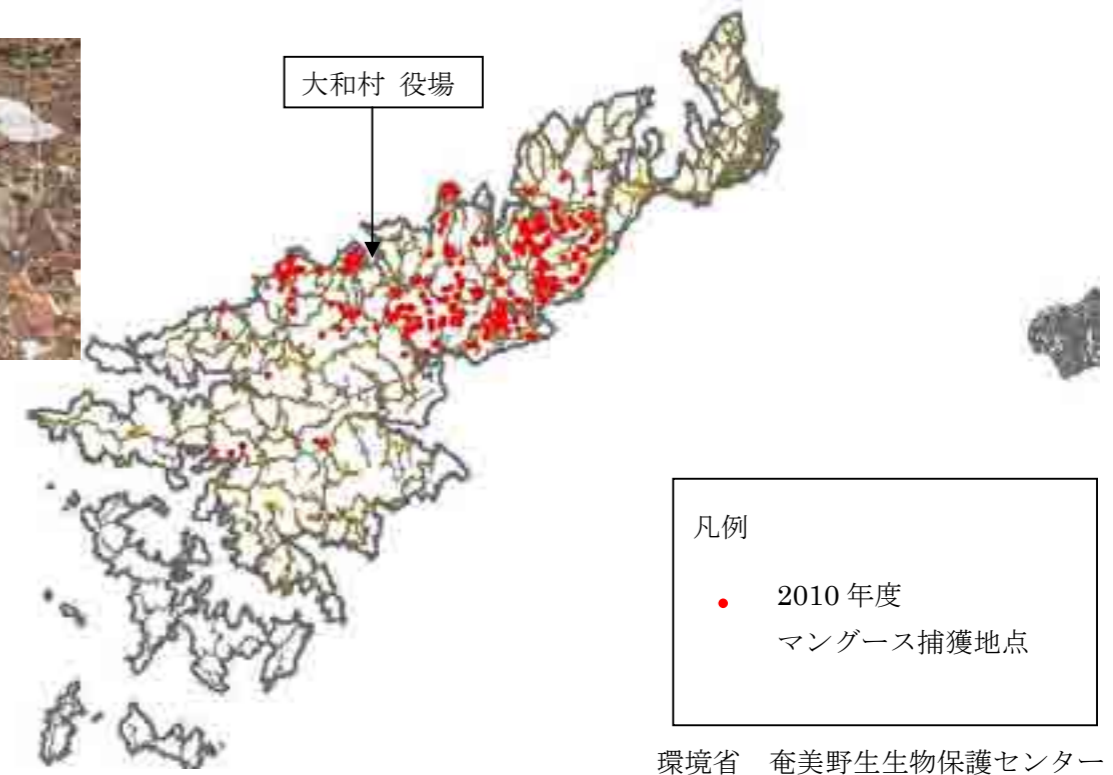 大和村 役場
凡例
2010 年度
マングース捕獲地点
環境省 奄美野生生物保護センター